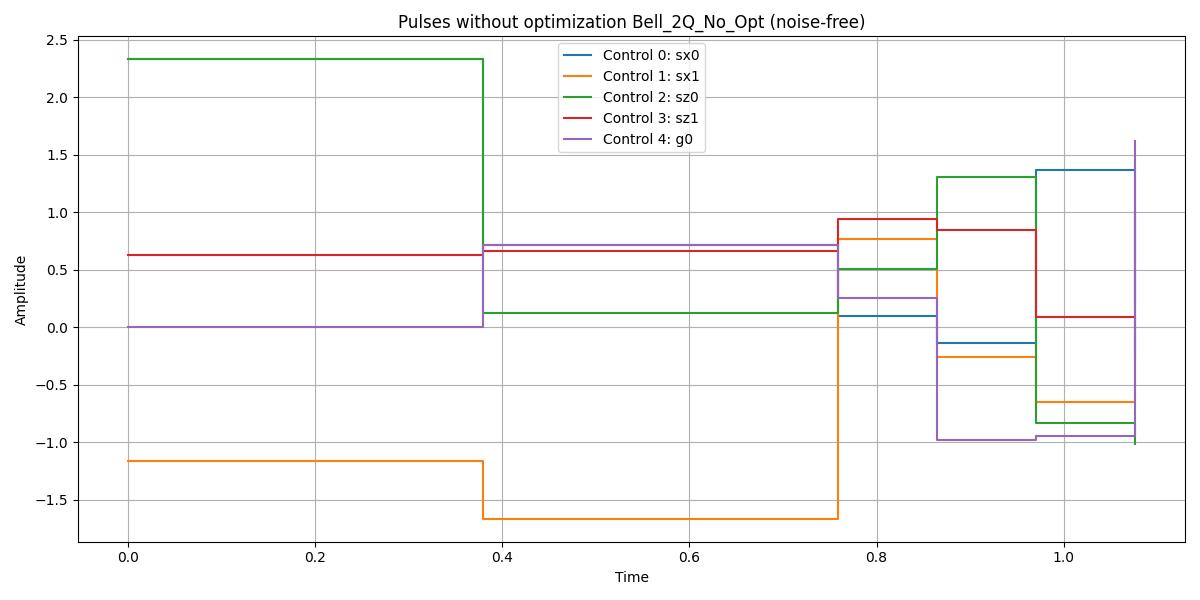 Pulses without optimization Bell_2Q_No_Opt (noise-free)
Control 0: sx0
Control 1: sx1
Control 2: sz0
Control 3: sz1
Control 4: g0
Amplitude
2.5
2.0
1.5
1.0
0.5
0.0
−0.5
−1.0
−1.5
0.0 0.2 0.4 0.6 0.8 1.0
Time